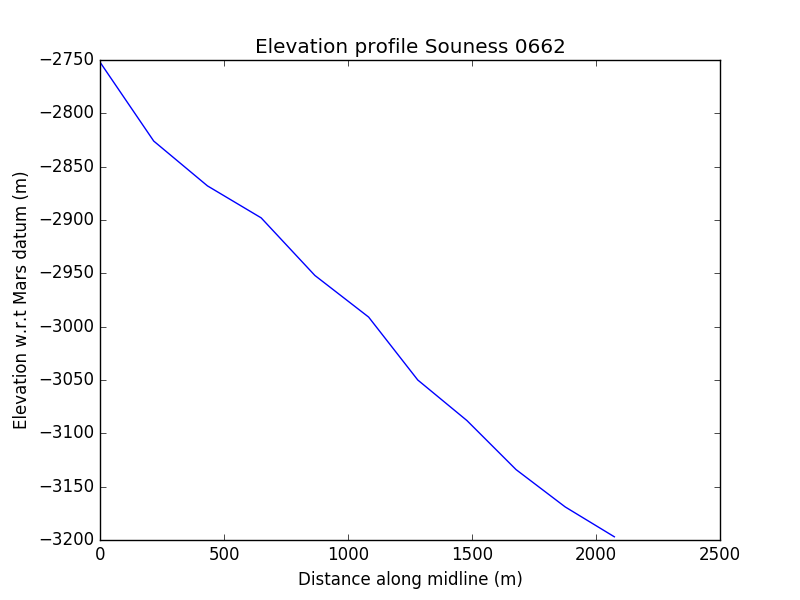 Elevation profile Souness 0662
Elevation w.r.t Mars datum (m)
−2750
−2800
−2850
−2900
−2950
−3000
−3050
−3100
−3150
−3200
0 500 1000 1500 2000 2500
Distance along midline (m)